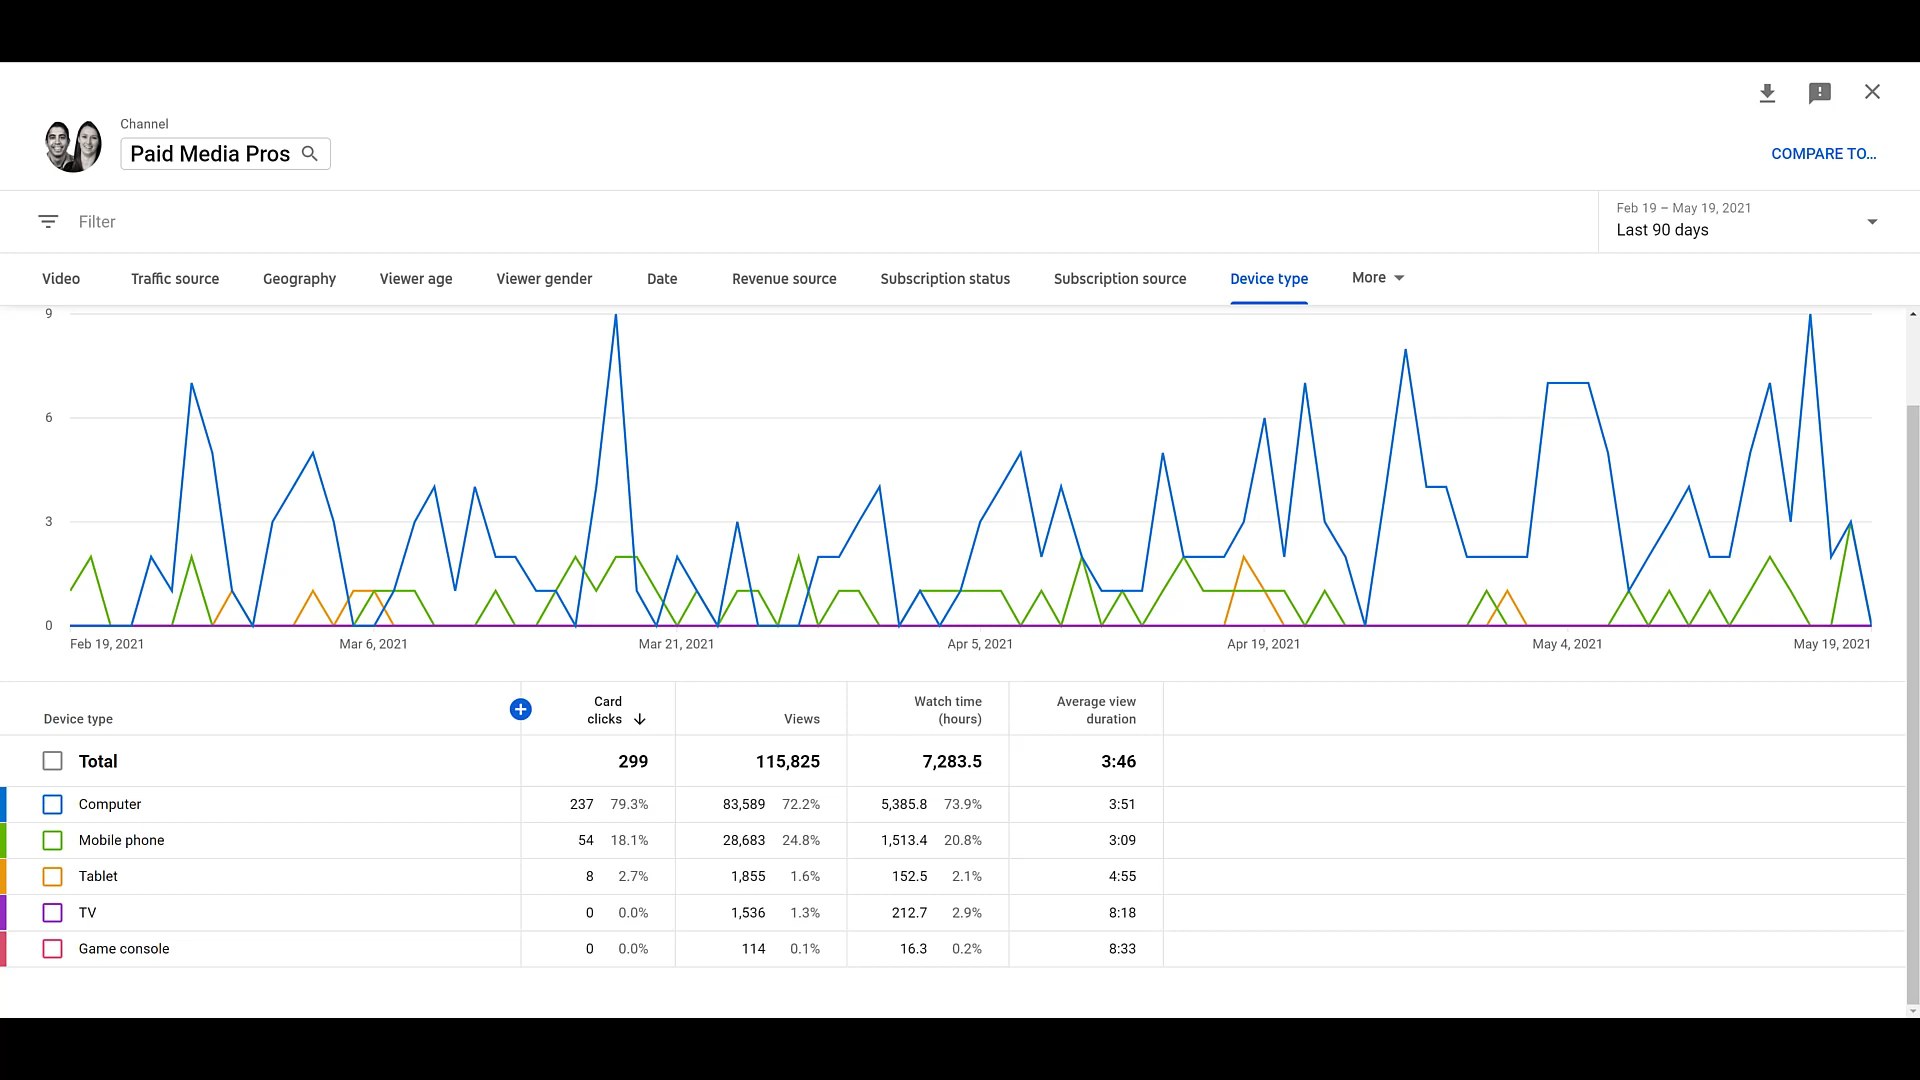 Channel
Paid Media Pros
COMPARE TO...
Filter
Feb 19 – May 19, 2021
Last 90 days
Video Traffic source Geography Viewer age Viewer gender Date Revenue source Subscription status Subscription source Device type More
9
6
3
0
Feb 19, 2021 Mar 6, 2021 Mar 21, 2021 Apr 5, 2021 Apr 19, 2021 May 4, 2021 May 19, 2021
Device type Card clicks Views Watch time (hours) Average view duration
Total 299 115,825 7,283.5 3:46
Computer 237 79.3% 83,589 72.2% 5,385.8 73.9% 3:51
Mobile phone 54 18.1% 28,683 24.8% 1,513.4 20.8% 3:09
Tablet 8 2.7% 1,855 1.6% 152.5 2.1% 4:55
TV 0 0.0% 1,536 1.3% 212.7 2.9% 8:18
Game console 0 0.0% 114 0.1% 16.3 0.2% 8:33